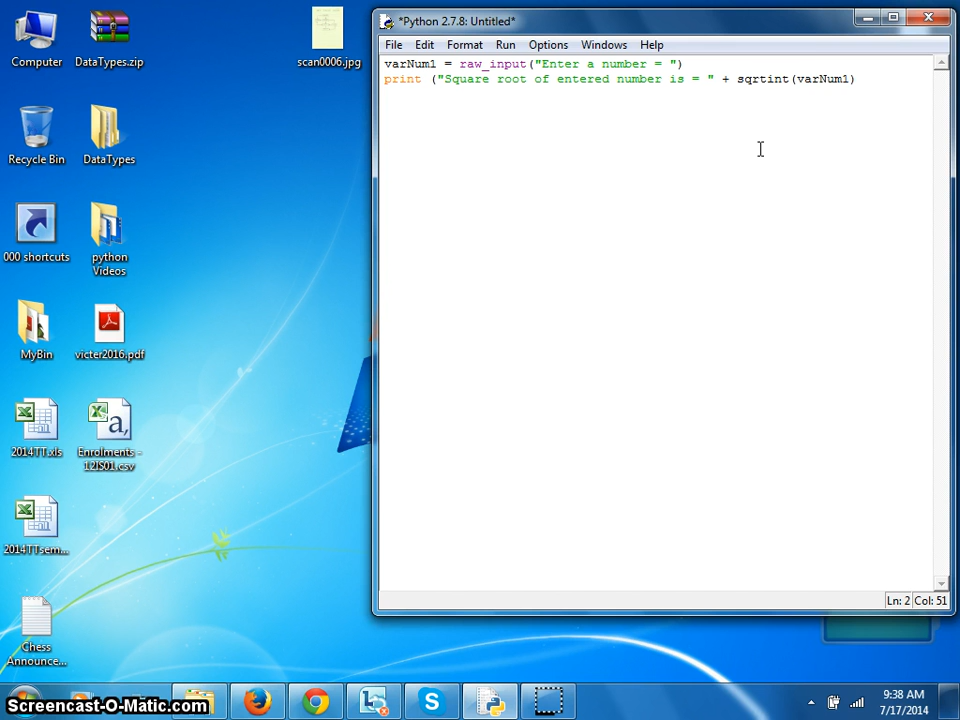 Computer
DataTypes.zip
scan0006.jpg
Recycle Bin
DataTypes
000 shortcuts
python
Videos
MyBin
victer2016.pdf
2014TT.xls
Enrolments -
12IS01.csv
2014TTsem...
Chess
Announce...
*Python 2.7.8: Untitled*
File Edit Format Run Options Windows Help
varNum1 = raw_input("Enter a number = ")
print ("Square root of entered number is = " + sqrtint(varNum1)
Ln: 2 Col: 51
Screencast-O-Matic.com
9:38 AM
7/17/2014